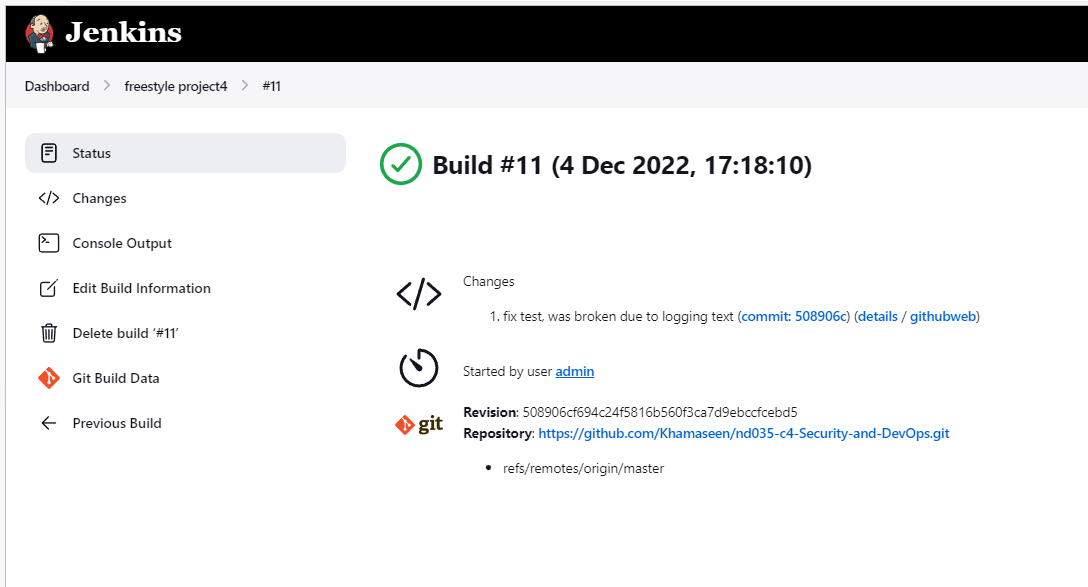 Jenkins
Dashboard > freestyle project4 > #11
Status
Changes
Console Output
Edit Build Information
Delete build ‘#11’
Git Build Data
Previous Build
Build #11 (4 Dec 2022, 17:18:10)
Changes
1. fix test, was broken due to logging text (commit: 508906c) (details / githubweb)
Started by user admin
git
Revision: 508906cf694c24f5816b560f3ca7d9ebccfcebd5
Repository: https://github.com/Khamaseen/nd035-c4-Security-and-DevOps.git
• refs/remotes/origin/master